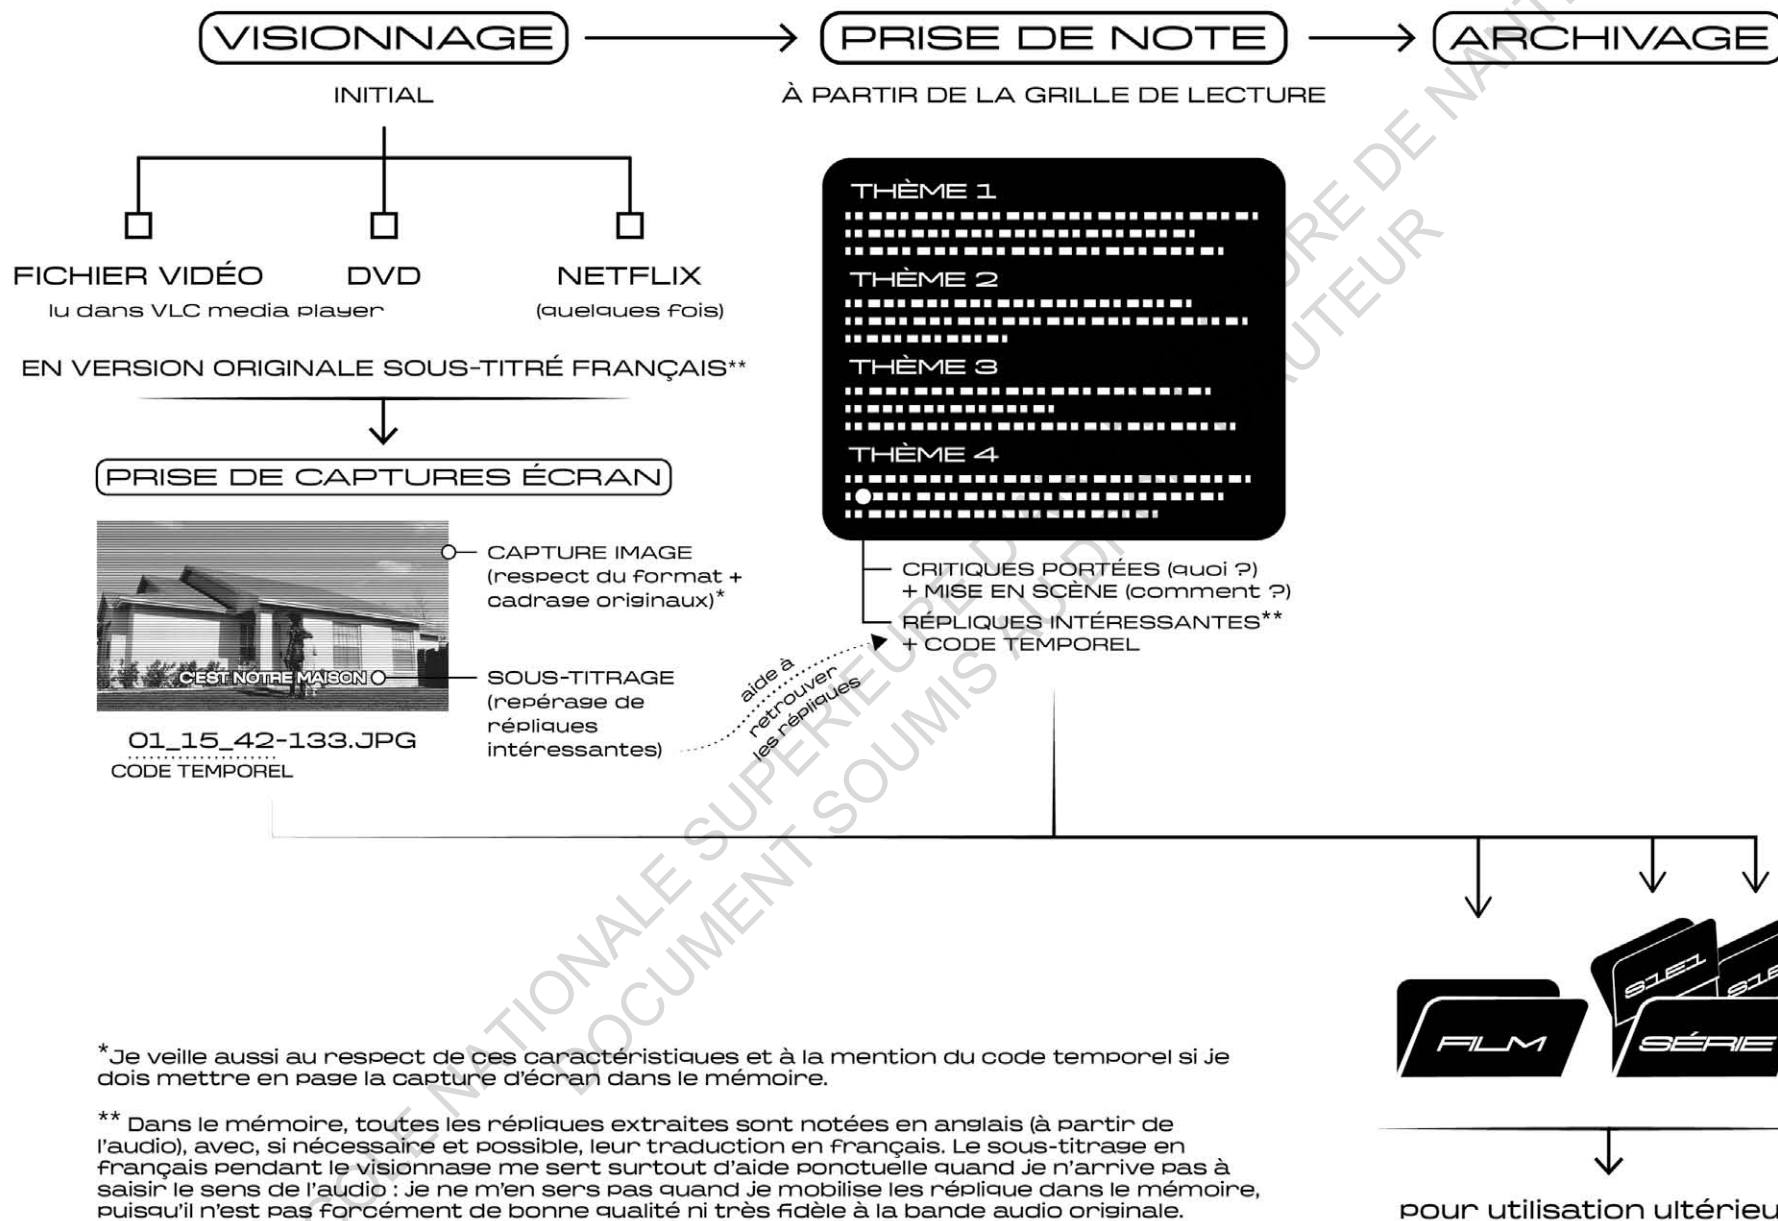 VISIONNAGE
PRISE DE NOTE
ARCHIVAGE
INITIAL
À PARTIR DE LA GRILLE DE LECTURE
FICHIER VIDÉO
DVD
NETFLIX
lu dans VLC media player
(quelques fois)
EN VERSION ORIGINALE SOUS-TITRÉ FRANÇAIS**
PRISE DE CAPTURES ÉCRAN
CAPTURE IMAGE
(respect du format +
cadrage originaux)*
C'EST NOTRE MAISON
SOUS-TITRAGE
(repérage de
répliques
intéressantes)
01_15_42-133.JPG
CODE TEMPOREL
aide à
retrouver
les répliques
THÈME 1
THÈME 2
THÈME 3
THÈME 4
CRITIQUES PORTÉES (quoi ?)
+ MISE EN SCÈNE (comment ?)
RÉPLIQUES INTÉRESSANTES**
+ CODE TEMPOREL
FILM
S1E1
S1E
SÉRIE
pour utilisation ultérieu
*Je veille aussi au respect de ces caractéristiques et à la mention du code temporel si je
dois mettre en page la capture d'écran dans le mémoire.
** Dans le mémoire, toutes les répliques extraites sont notées en anglais (à partir de
l'audio), avec, si nécessaire et possible, leur traduction en français. Le sous-titrage en
français pendant le visionnage me sert surtout d'aide ponctuelle quand je n'arrive pas à
saisir le sens de l'audio : je ne m'en sers pas quand je mobilise les réplique dans le mémoire,
puisqu'il n'est pas forcément de bonne qualité ni très fidèle à la bande audio originale.